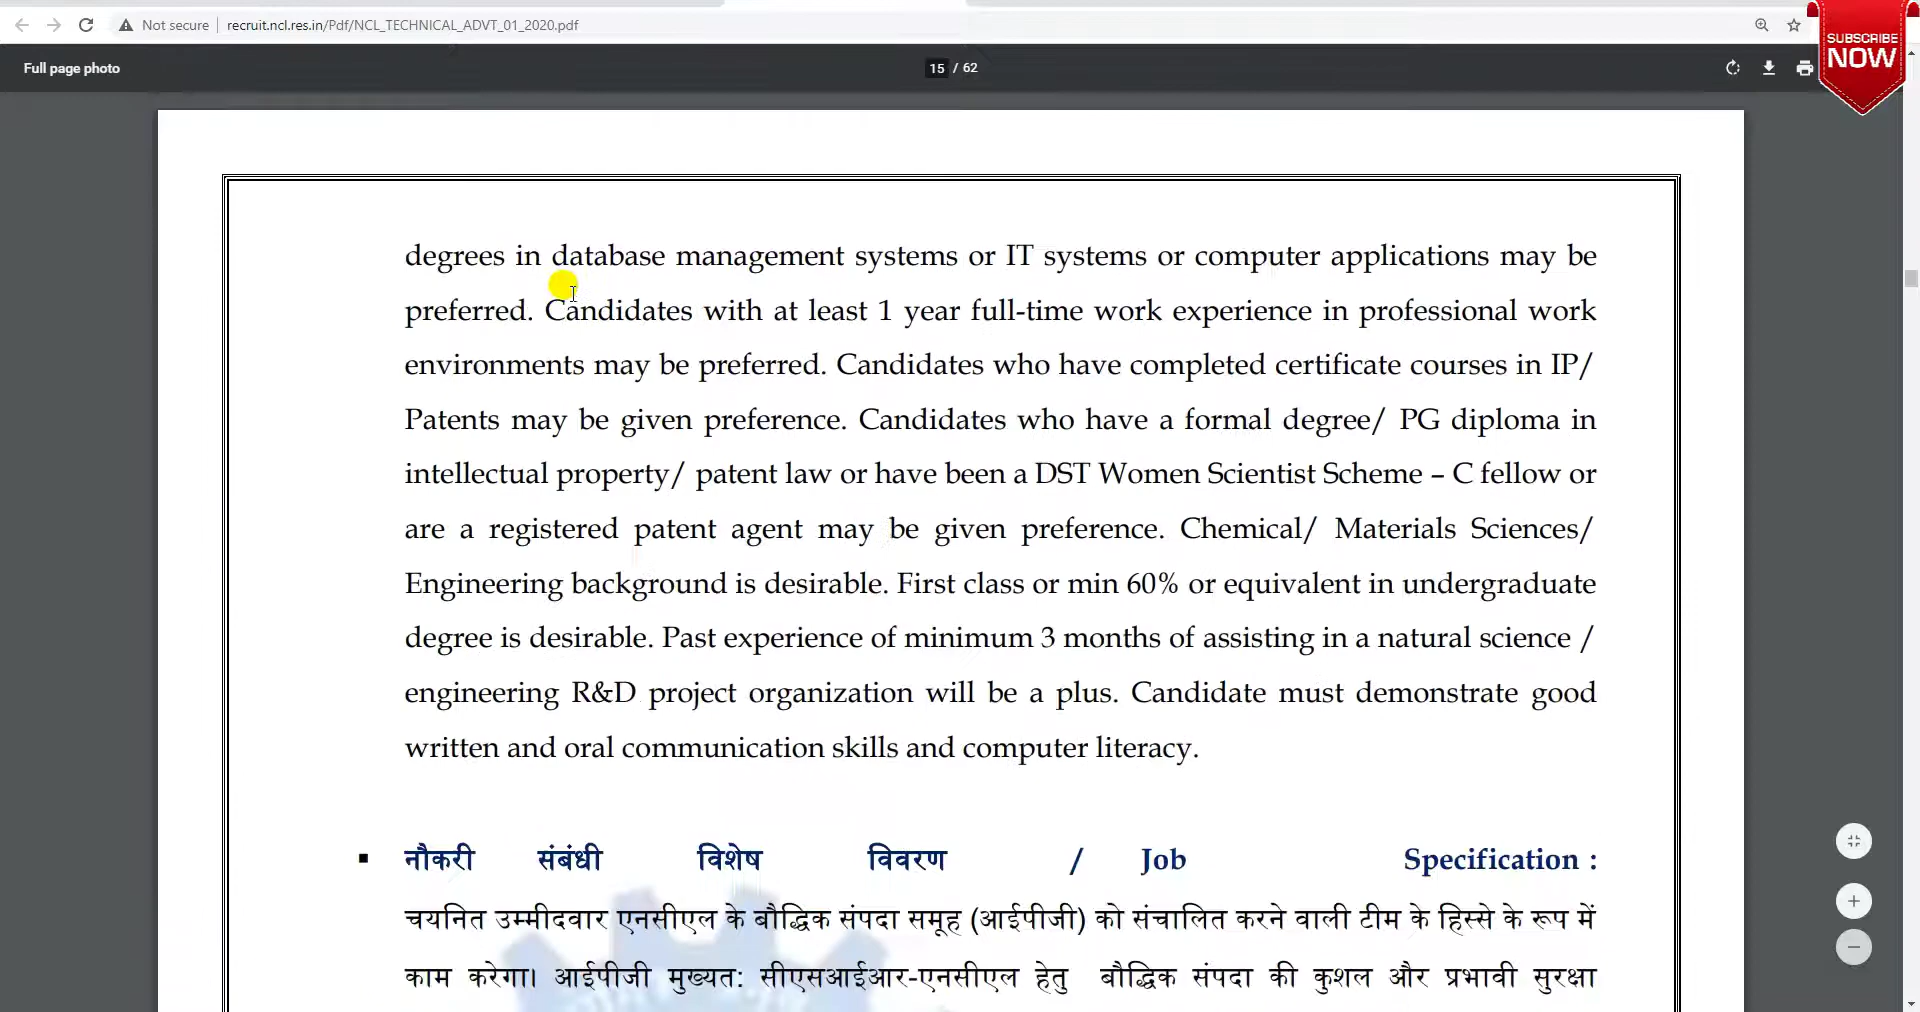 Not secure
recruit.ncl.res.in/Pdf/NCL_TECHNICAL_ADVT_01_2020.pdf
SUBSCRIBE
NOW
Full page photo
15 / 62
degrees in database management systems or IT systems or computer applications may be
preferred. Candidates with at least 1 year full-time work experience in professional work
environments may be preferred. Candidates who have completed certificate courses in IP/
Patents may be given preference. Candidates who have a formal degree/ PG diploma in
intellectual property/ patent law or have been a DST Women Scientist Scheme – C fellow or
are a registered patent agent may be given preference. Chemical/ Materials Sciences/
Engineering background is desirable. First class or min 60% or equivalent in undergraduate
degree is desirable. Past experience of minimum 3 months of assisting in a natural science /
engineering R&D project organization will be a plus. Candidate must demonstrate good
written and oral communication skills and computer literacy.
▪ नौकरी संबंधी विशेष विवरण / Job Specification :
चयनित उम्मीदवार एनसीएल के बौद्धिक संपदा समूह (आईपीजी) को संचालित करने वाली टीम के हिस्से के रूप में
काम करेगा। आईपीजी मुख्यत: सीएसआईआर-एनसीएल हेतु बौद्धिक संपदा की कुशल और प्रभावी सुरक्षा